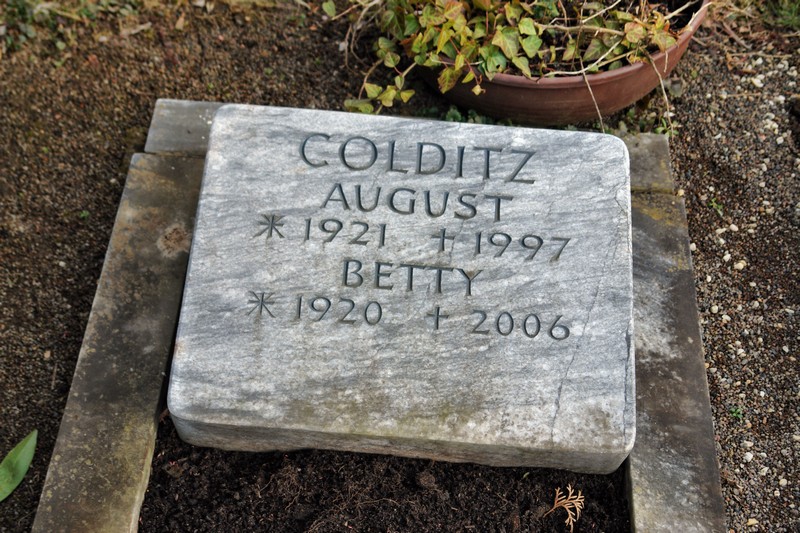 COLDITZ
AUGUST
* 1921 † 1997
BETTY
* 1920 † 2006